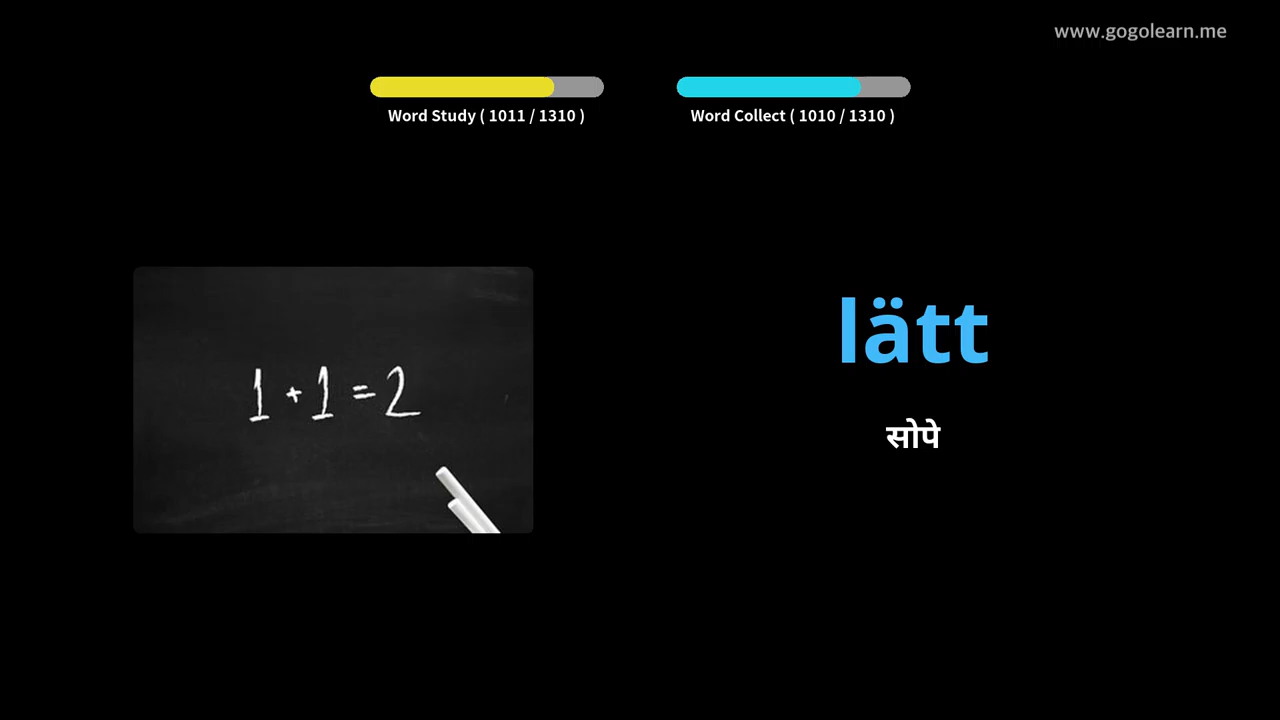 www.gogolearn.me
Word Study ( 1011 / 1310 )
Word Collect ( 1010 / 1310 )
1 + 1 = 2
lätt
सोपे